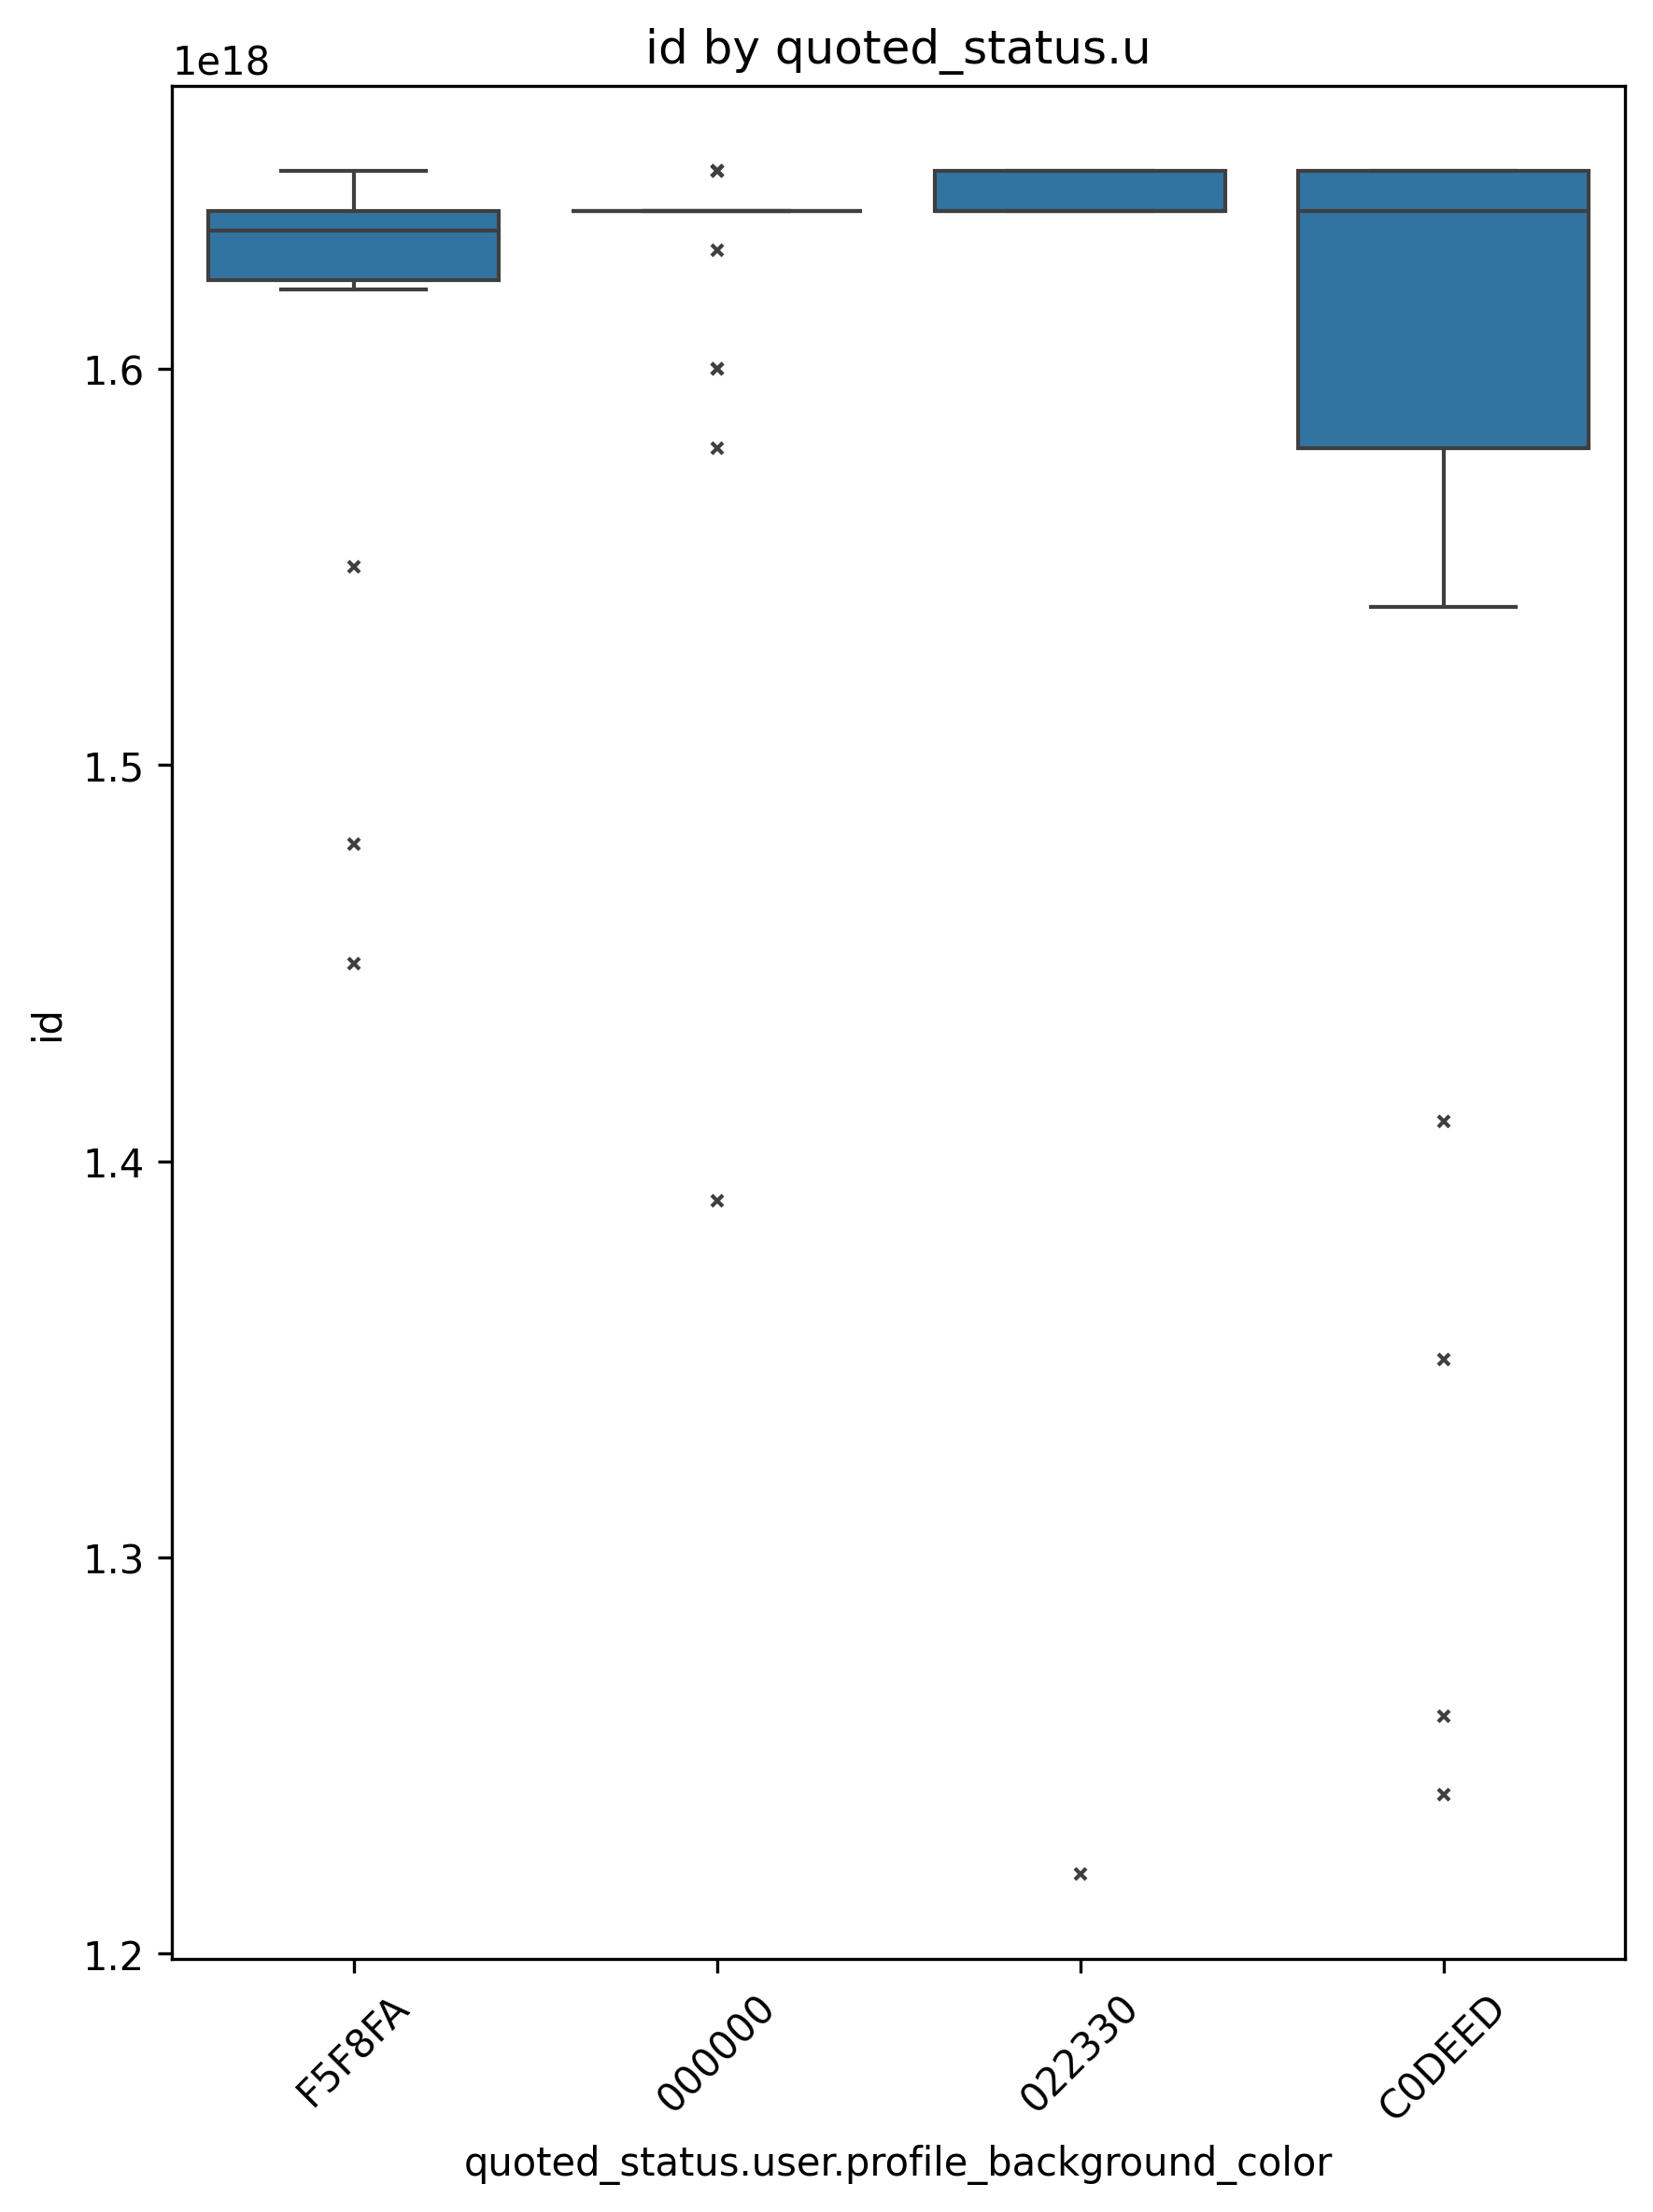 id by quoted_status.u
1e18
1.6
1.5
1.4
1.3
1.2
id
F5F8FA
000000
022330
C0DEED
quoted_status.user.profile_background_color